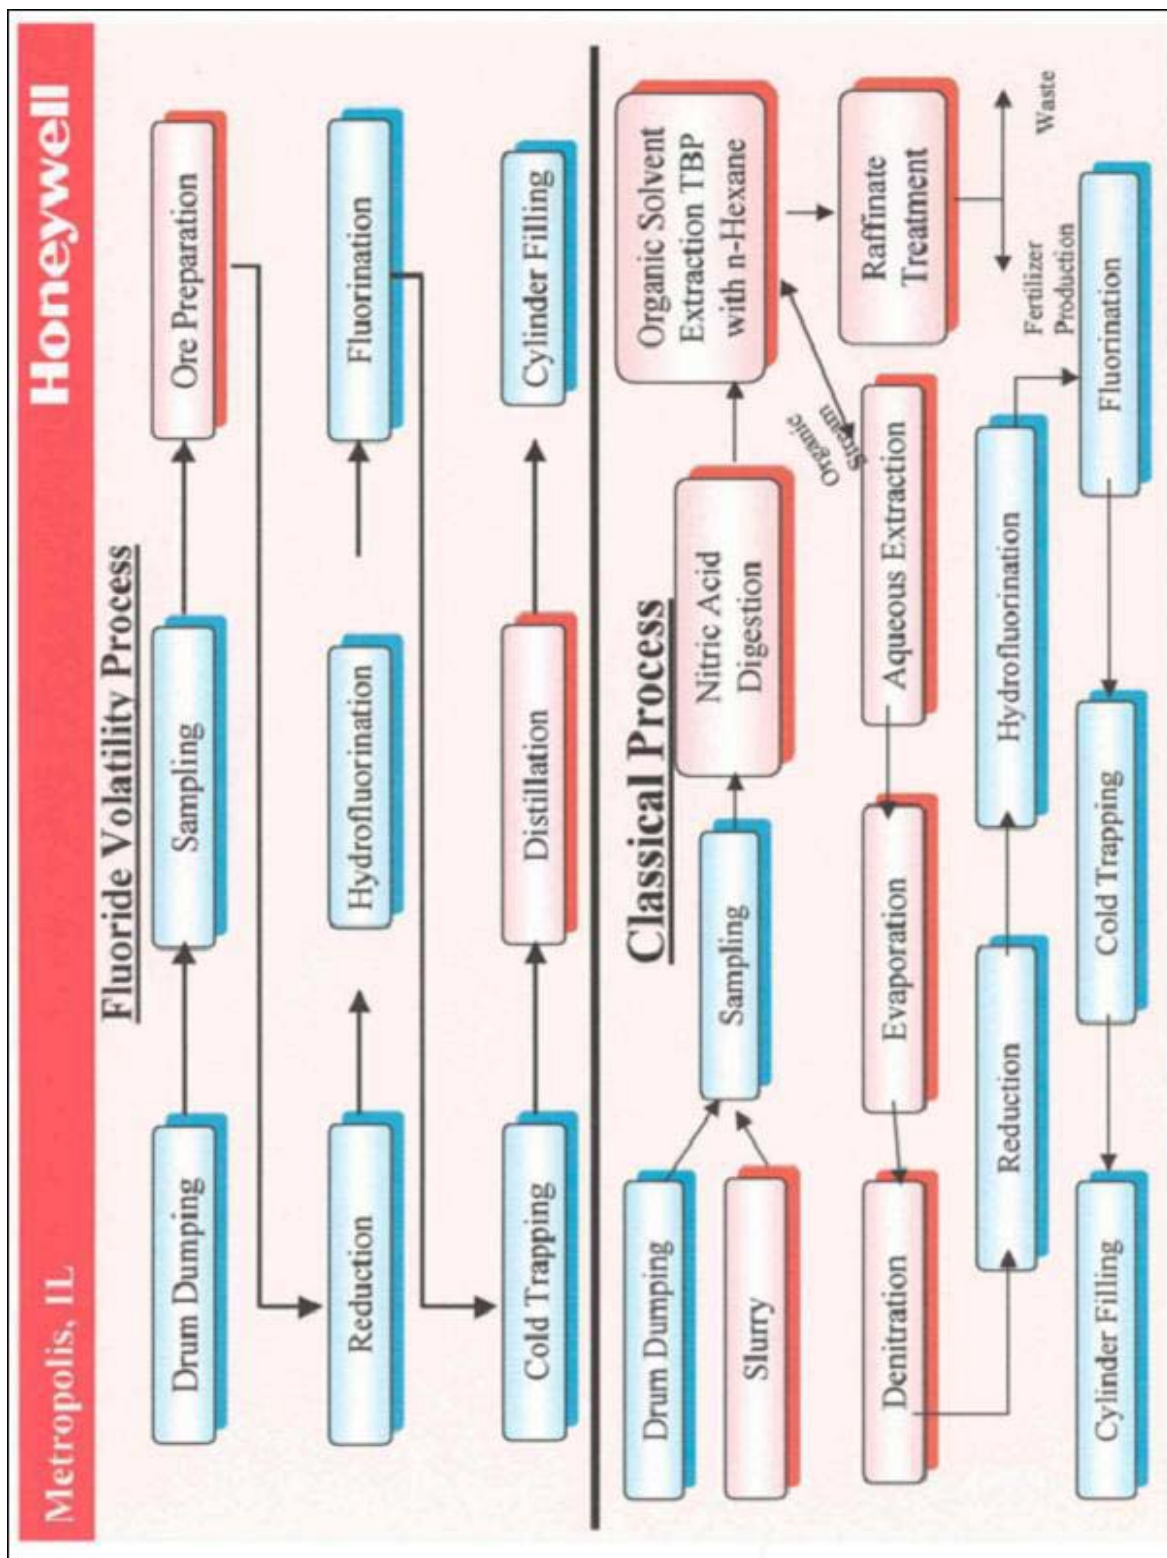 Metropolis, IL
Honeywell
Fluoride Volatility Process
Drum Dumping
Sampling
Ore Preparation
Reduction
Hydrofluorination
Fluorination
Cold Trapping
Distillation
Cylinder Filling
Classical Process
Drum Dumping
Slurry
Sampling
Nitric Acid
Digestion
Organic Solvent
Extraction TBP
with n-Hexane
Organic
Stream
Raffinate
Treatment
Fertilizer
Production
Waste
Aqueous Extraction
Evaporation
Denitration
Reduction
Hydrofluorination
Fluorination
Cold Trapping
Cylinder Filling